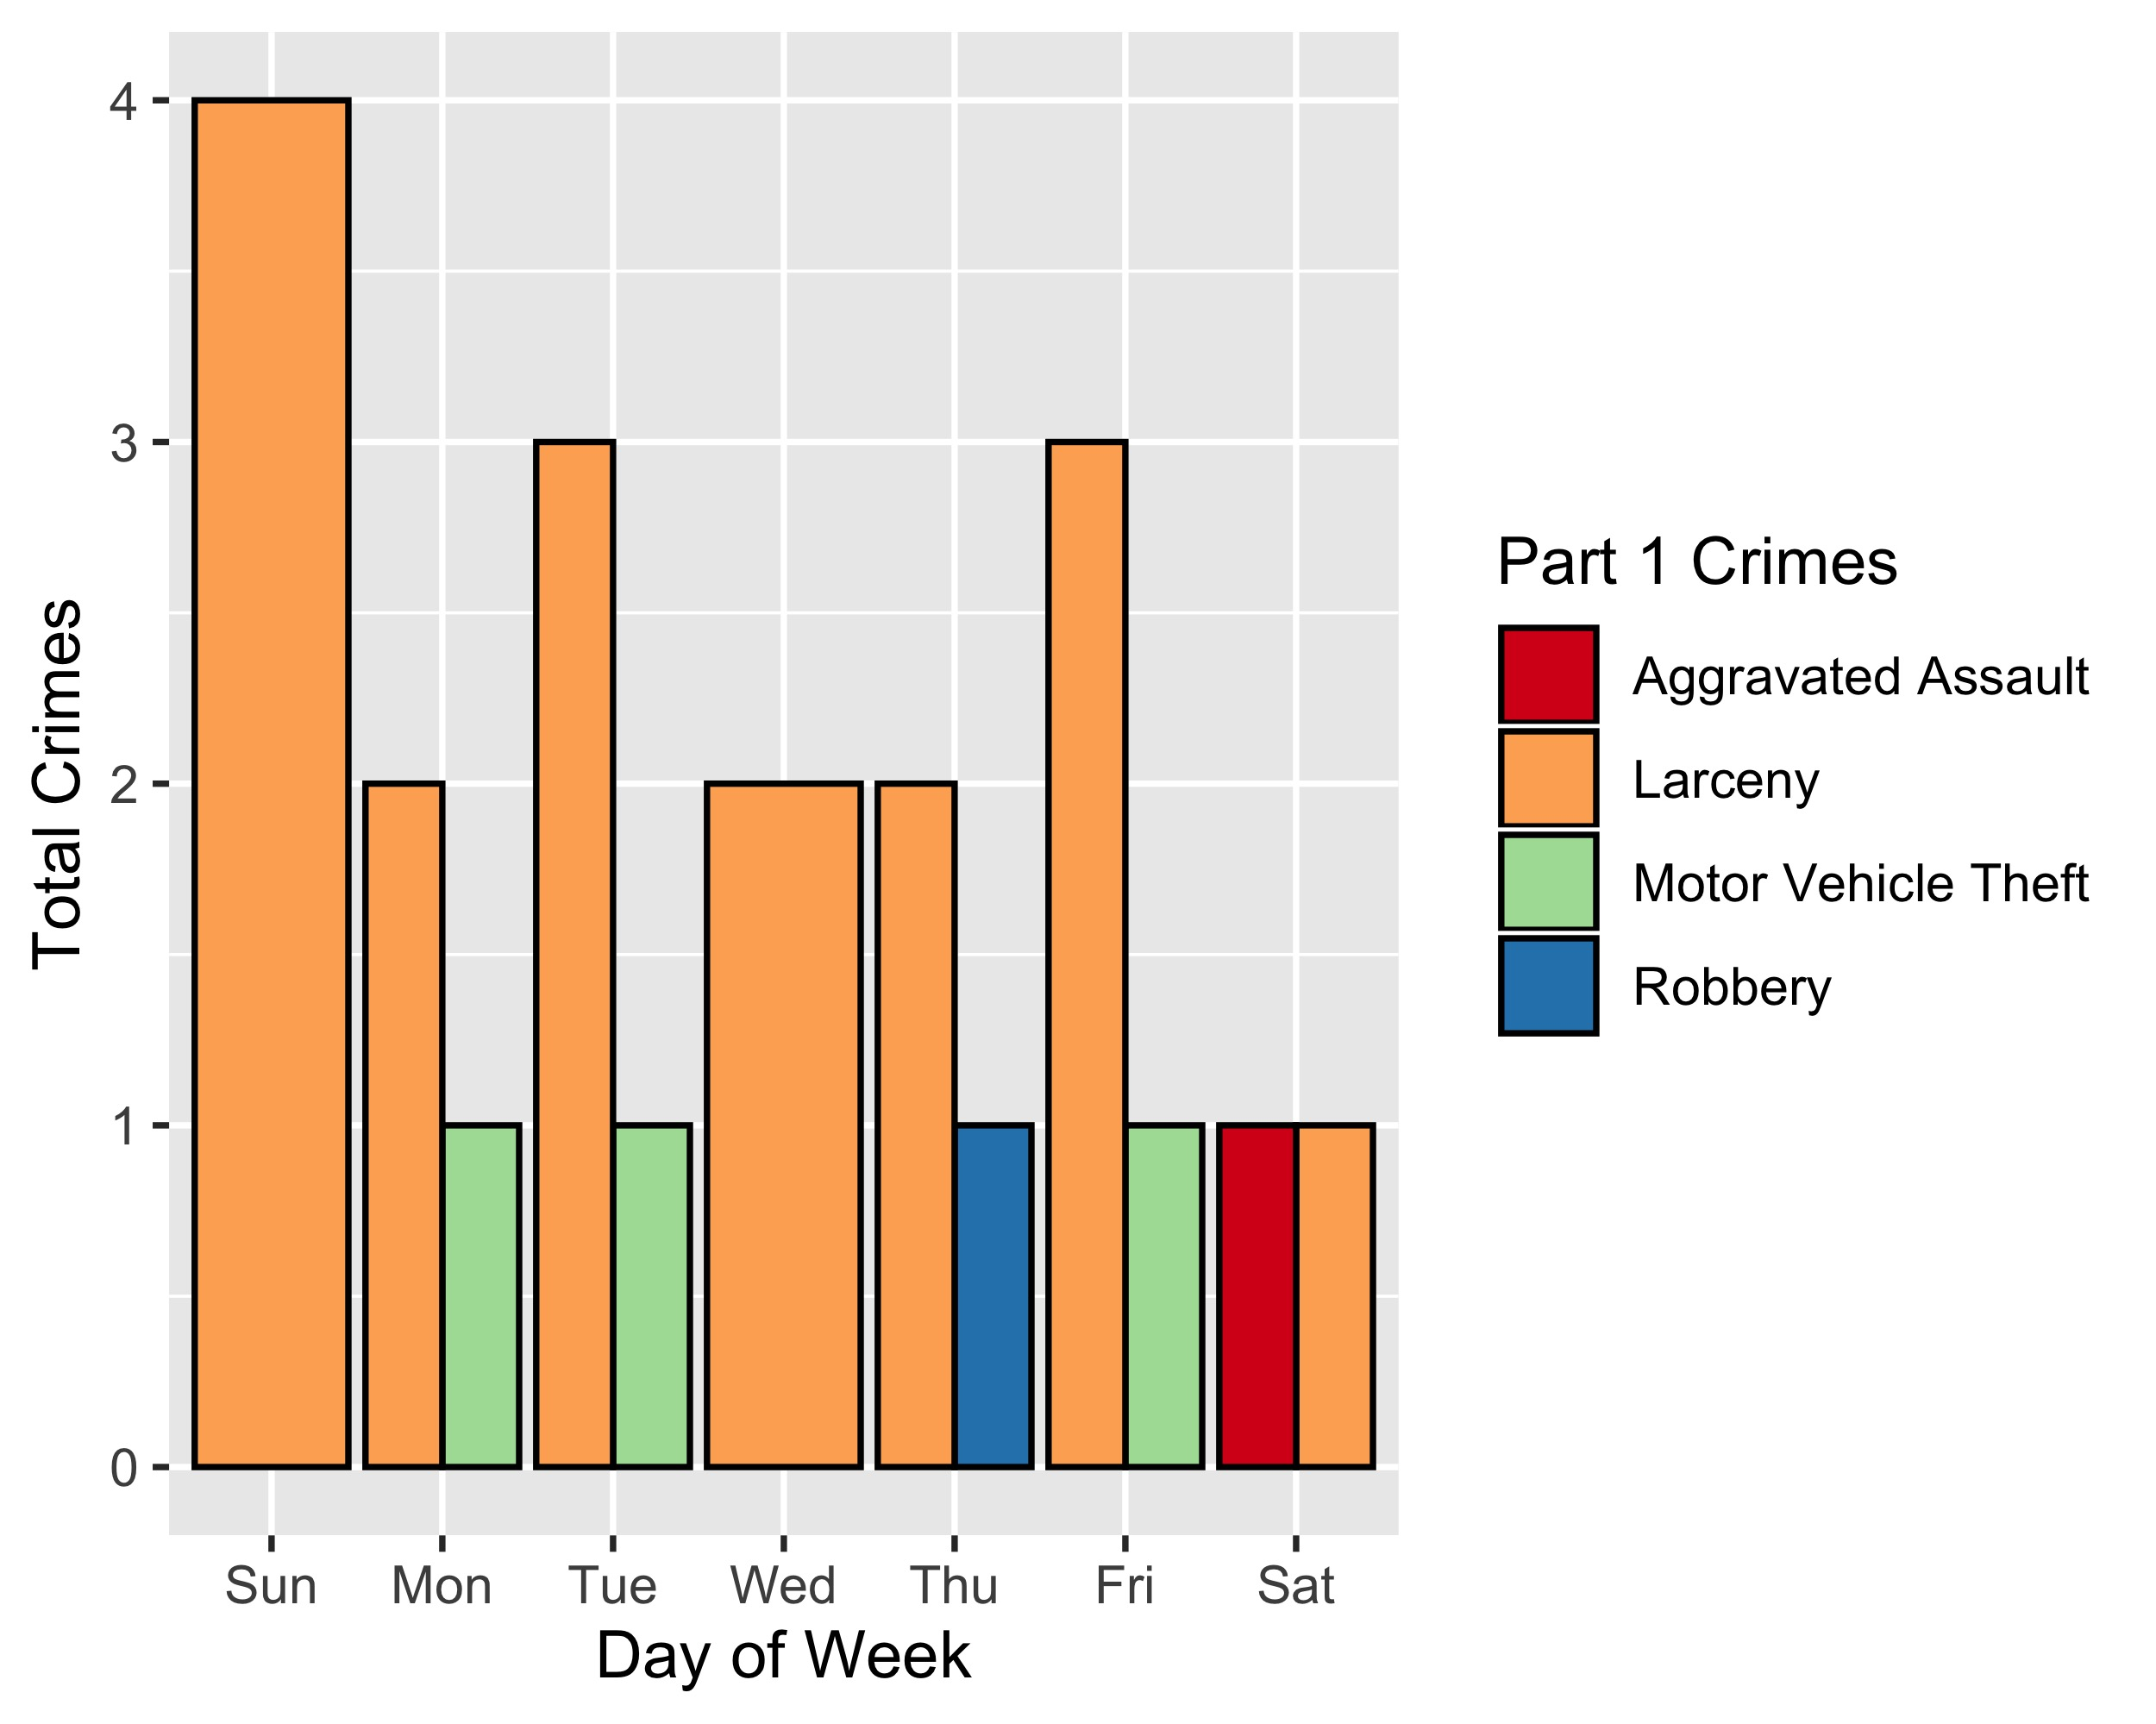 Total Crimes
4
3
2
1
0
Sun Mon Tue Wed Thu Fri Sat
Day of Week
Part 1 Crimes
Aggravated Assault
Larceny
Motor Vehicle Theft
Robbery